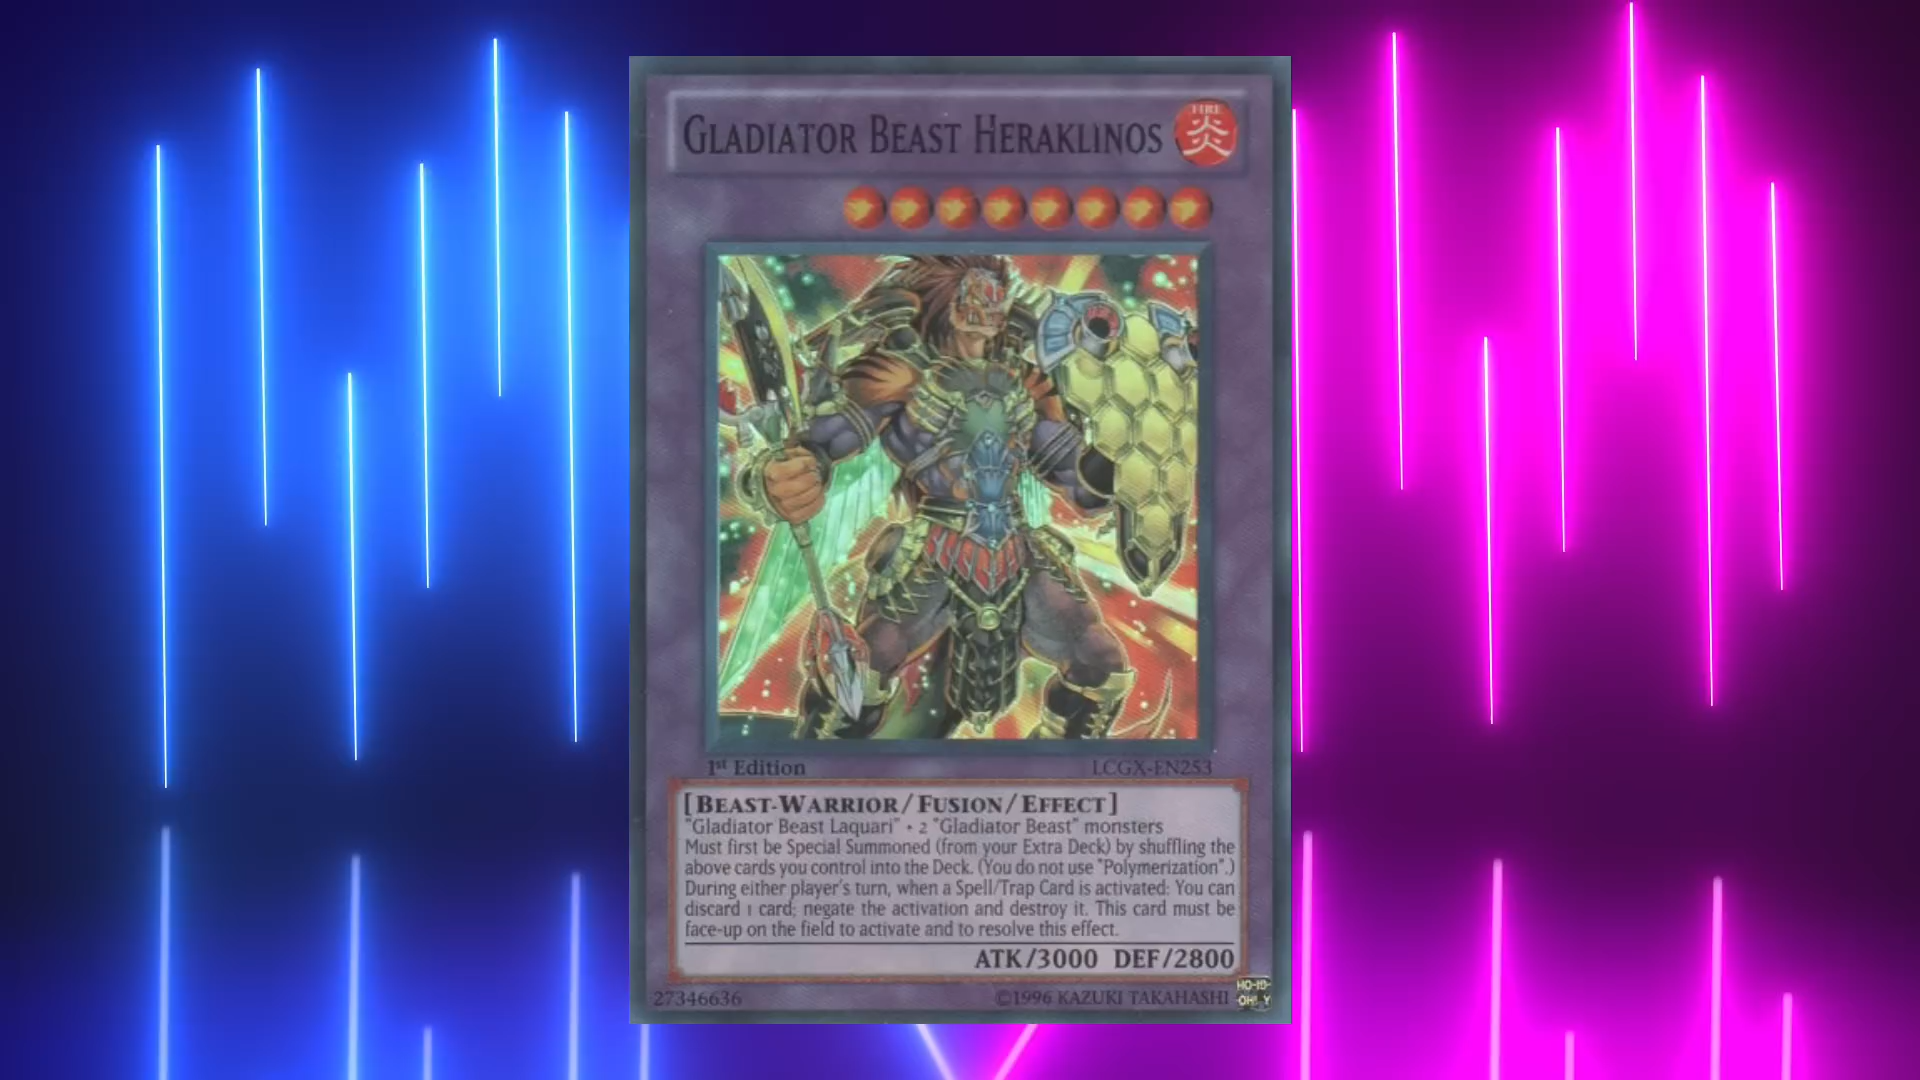 GLADIATOR BEAST HERAKLINOS
FIRE
炎
1st Edition
LCGX-EN253
[BEAST-WARRIOR/FUSION/EFFECT]
"Gladiator Beast Laquari" + 2 "Gladiator Beast" monsters
Must first be Special Summoned (from your Extra Deck) by shuffling the
above cards you control into the Deck. (You do not use "Polymerization".)
During either player's turn, when a Spell/Trap Card is activated: You can
discard 1 card; negate the activation and destroy it. This card must be
face-up on the field to activate and to resolve this effect.
ATK/3000 DEF/2800
27346636
©1996 KAZUKI TAKAHASHI